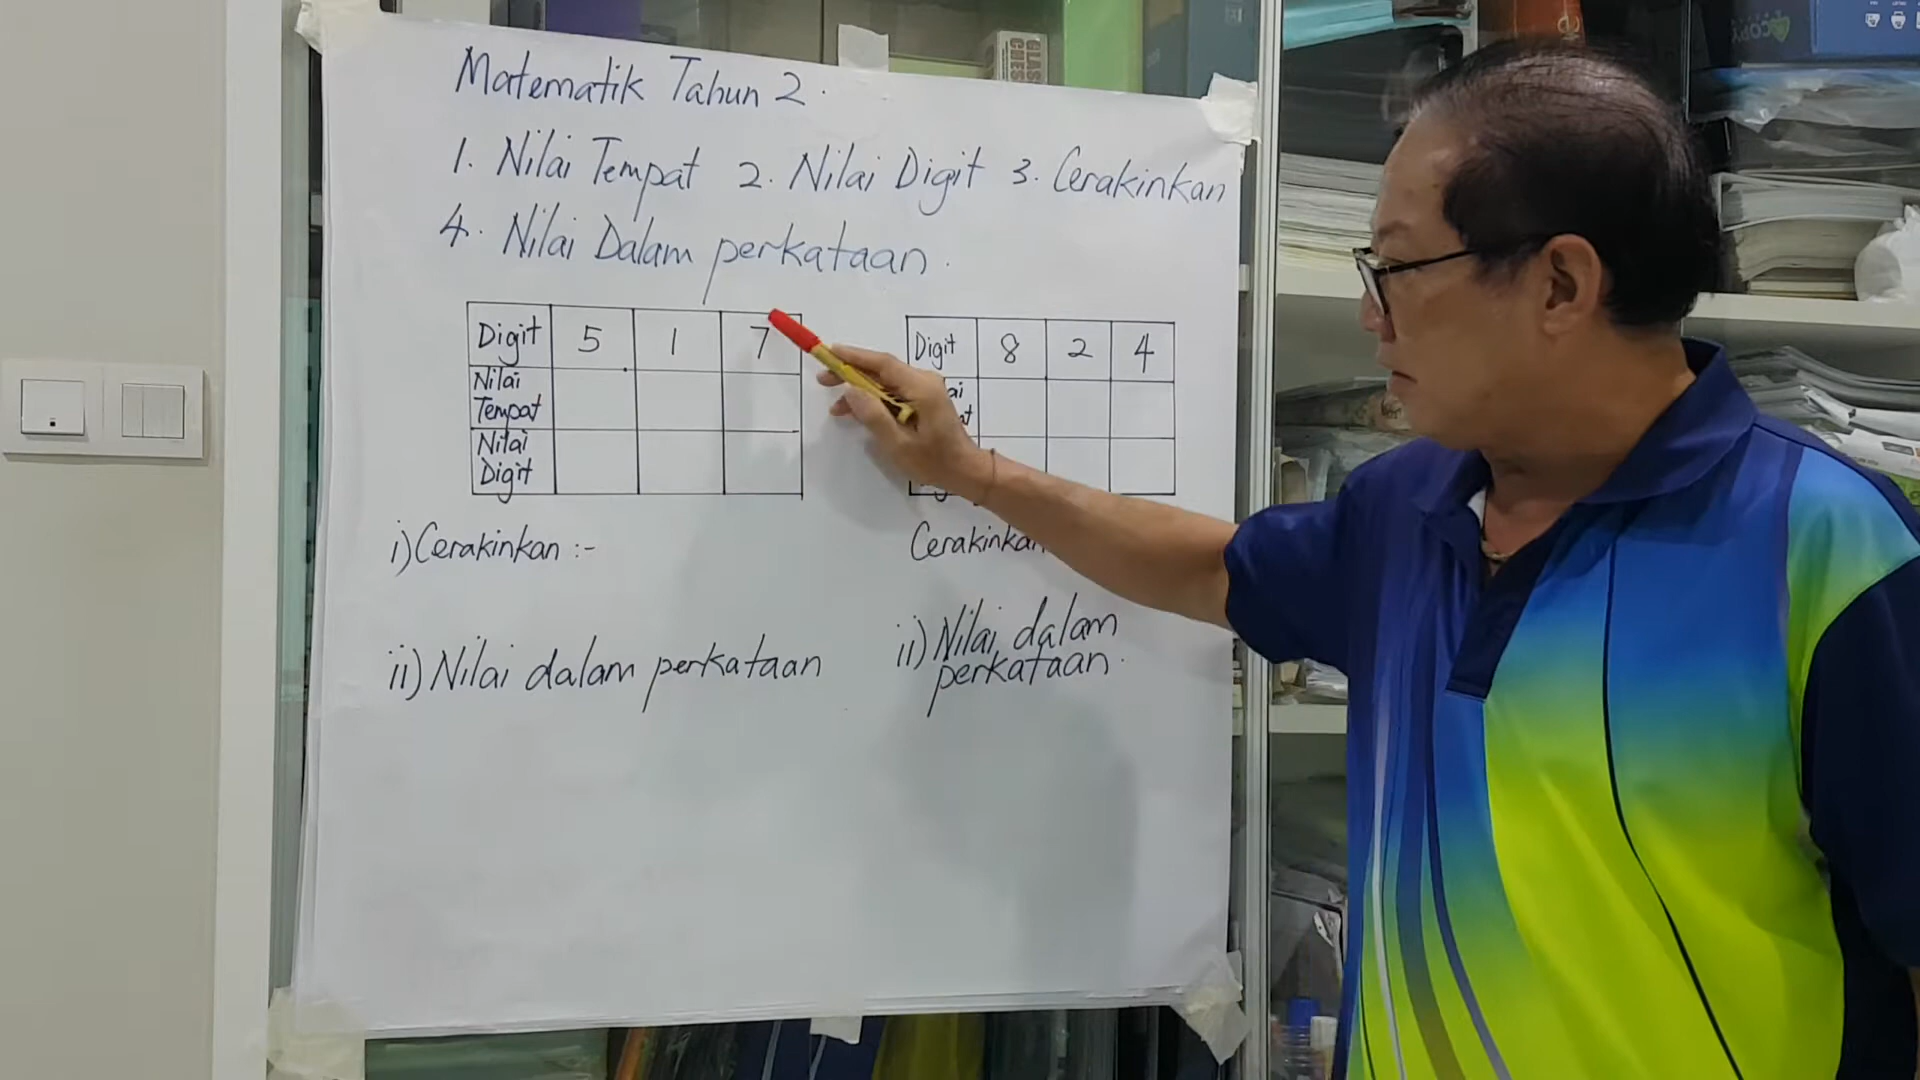 Matematik Tahun 2.
1. Nilai Tempat 2. Nilai Digit 3. Cerakinkan
4. Nilai Dalam perkataan.
Digit 5 1 7
Nilai
Tempat
Nilai
Digit
i) Cerakinkan :-
ii) Nilai dalam perkataan
Digit 8 2 4
Cerakinkan
ii) Nilai dalam
perkataan.